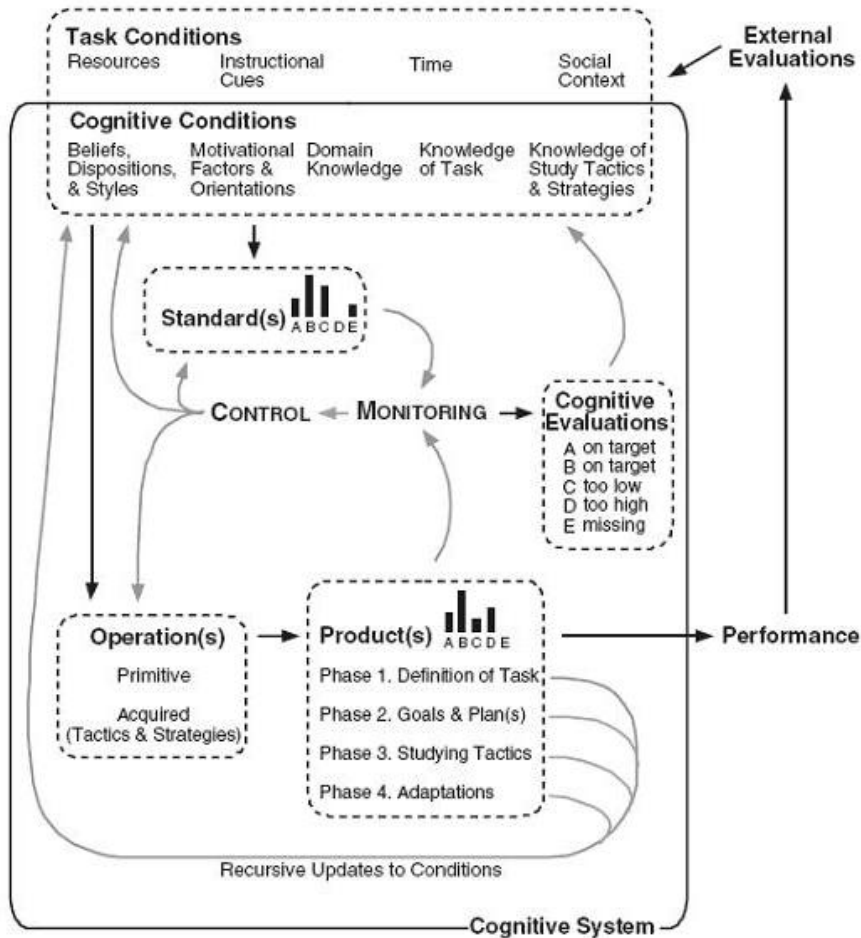 Task Conditions
External
Evaluations
Resources
Instructional
Cues
Time
Social
Context
Cognitive Conditions
Beliefs,
Dispositions,
& Styles
Motivational
Factors &
Orientations
Domain
Knowledge
Knowledge
of Task
Knowledge of
Study Tactics
& Strategies
Standard(s)
A B C D E
CONTROL
MONITORING
Cognitive
Evaluations
A on target
B on target
C too low
D too high
E missing
Operation(s)
Primitive
Acquired
(Tactics & Strategies)
Product(s)
A B C D E
Phase 1. Definition of Task
Phase 2. Goals & Plan(s)
Phase 3. Studying Tactics
Phase 4. Adaptations
Performance
Recursive Updates to Conditions
Cognitive System